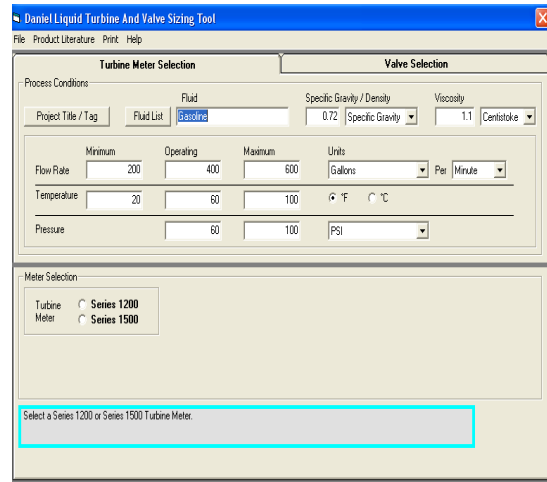 Daniel Liquid Turbine And Valve Sizing Tool
File Product Literature Print Help
Turbine Meter Selection Valve Selection
Process Conditions
Fluid Specific Gravity / Density Viscosity
Project Title / Tag Fluid List Gasoline 0.72 Specific Gravity 1.1 Centistoke
Minimum Operating Maximum Units
Flow Rate 200 400 600 Gallons Per Minute
Temperature 20 60 100 °F °C
Pressure 60 100 PSI
Meter Selection
Turbine Series 1200
Meter Series 1500
Select a Series 1200 or Series 1500 Turbine Meter.